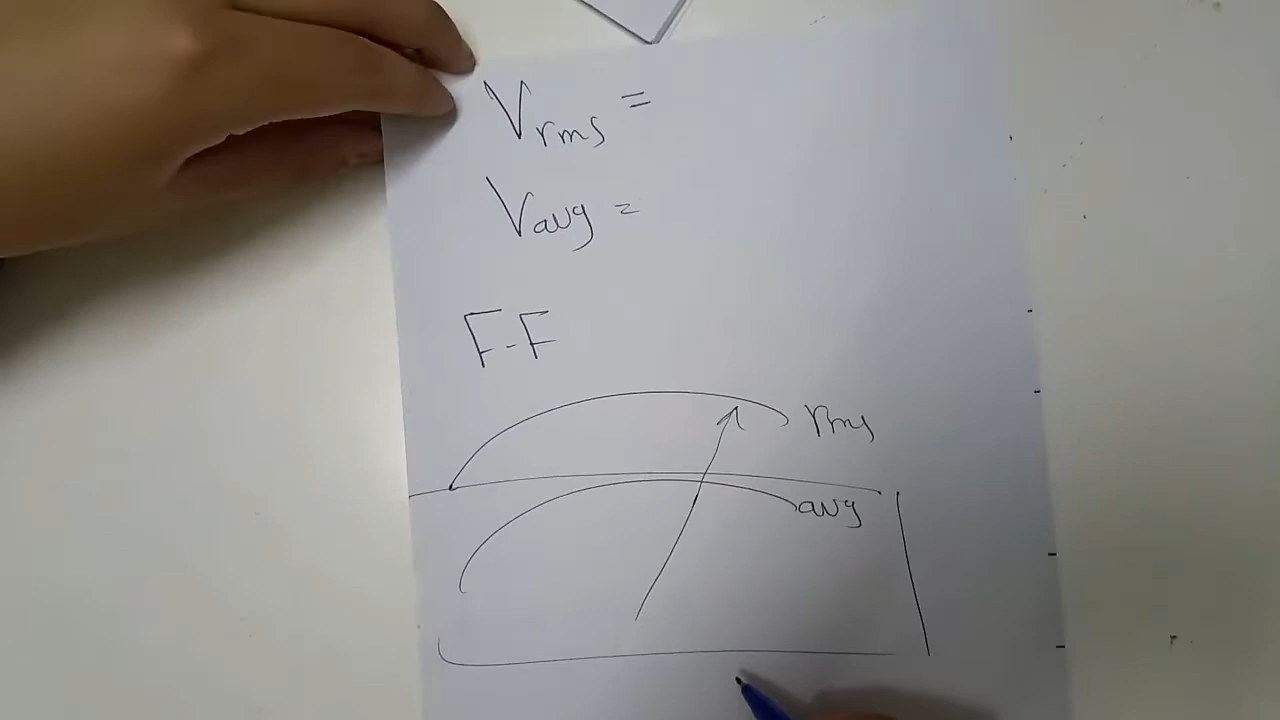 Vrms =
Vavg =
F-F
rms
avg